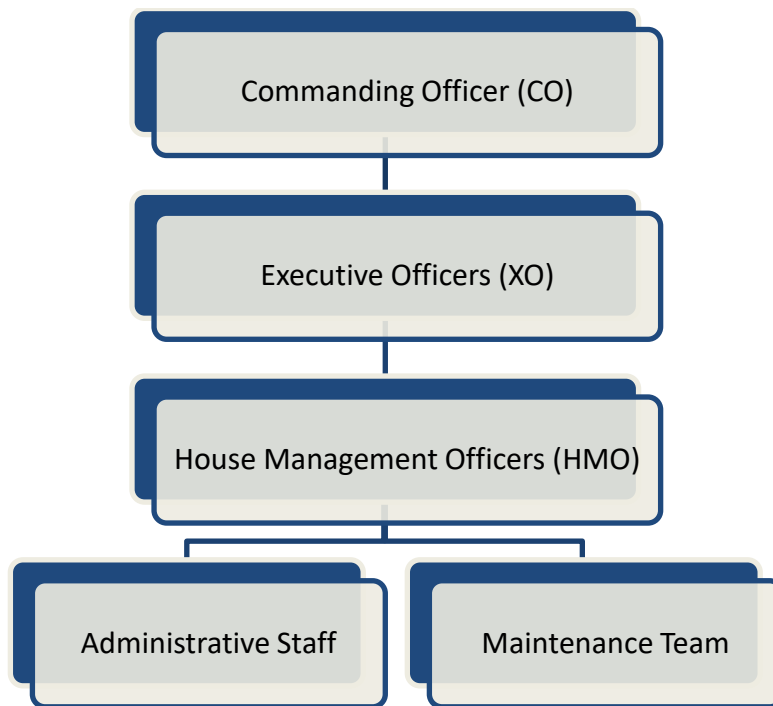 Commanding Officer (CO)
Executive Officers (XO)
House Management Officers (HMO)
Administrative Staff
Maintenance Team